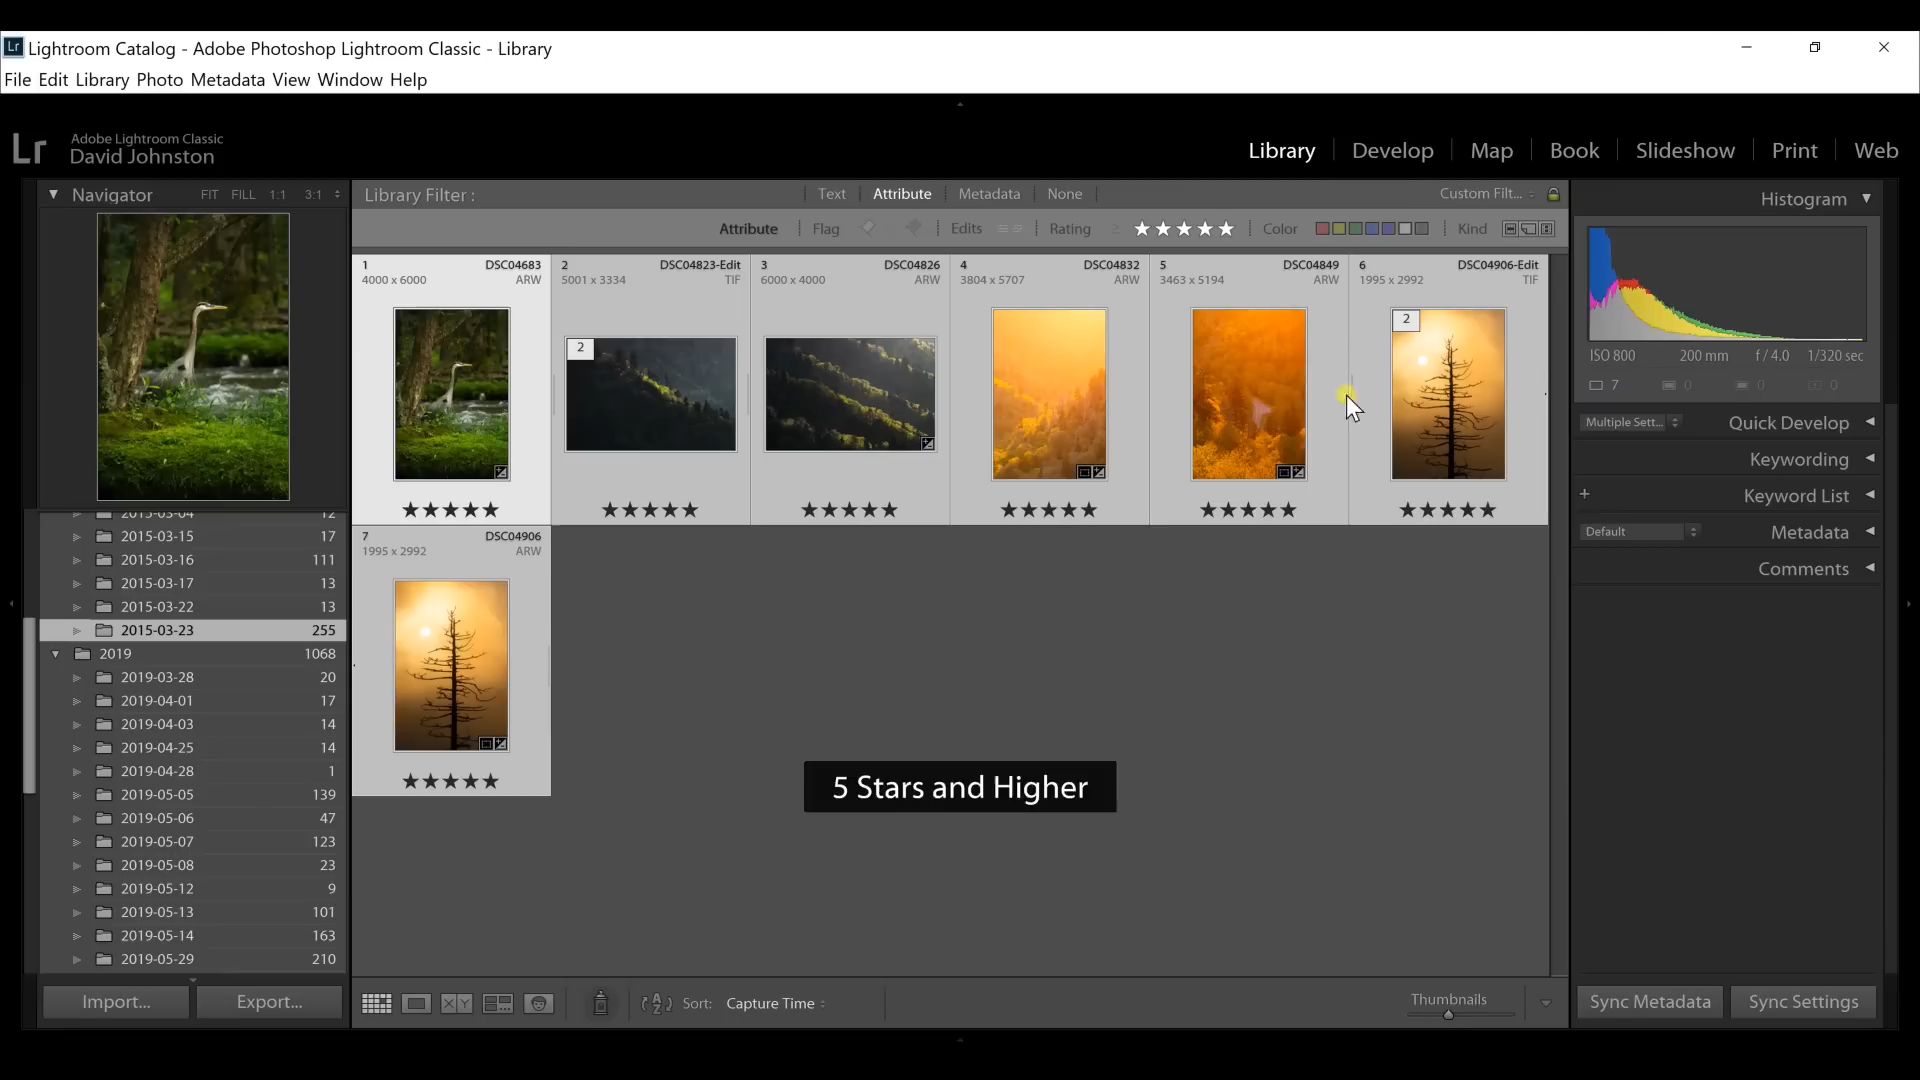 Lr Lightroom Catalog - Adobe Photoshop Lightroom Classic - Library
File Edit Library Photo Metadata View Window Help
Lr Adobe Lightroom Classic
David Johnston
Library Develop Map Book Slideshow Print Web
Navigator FIT FILL 1:1 3:1
Library Filter : Text Attribute Metadata None Custom Filt...
Attribute Flag Edits Rating ≥ ★★★★★ Color Kind
1 DSC04683
4000 x 6000 ARW
2 DSC04823-Edit
5001 x 3334 TIF
2
3 DSC04826
6000 x 4000 ARW
4 DSC04832
3804 x 5707 ARW
5 DSC04849
3463 x 5194 ARW
6 DSC04906-Edit
1995 x 2992 TIF
2
★★★★★ ★★★★★ ★★★★★ ★★★★★ ★★★★★ ★★★★★
7 DSC04906
1995 x 2992 ARW
★★★★★
2015-03-04 12
2015-03-15 17
2015-03-16 111
2015-03-17 13
2015-03-22 13
2015-03-23 255
2019 1068
2019-03-28 20
2019-04-01 17
2019-04-03 14
2019-04-25 14
2019-04-28 1
2019-05-05 139
2019-05-06 47
2019-05-07 123
2019-05-08 23
2019-05-12 9
2019-05-13 101
2019-05-14 163
2019-05-29 210
Import... Export...
5 Stars and Higher
XY Sort: Capture Time
Thumbnails
Histogram
ISO 800 200 mm f / 4.0 1/320 sec
7 0 0 0
Multiple Sett... Quick Develop
Keywording
+ Keyword List
Default Metadata
Comments
Sync Metadata Sync Settings